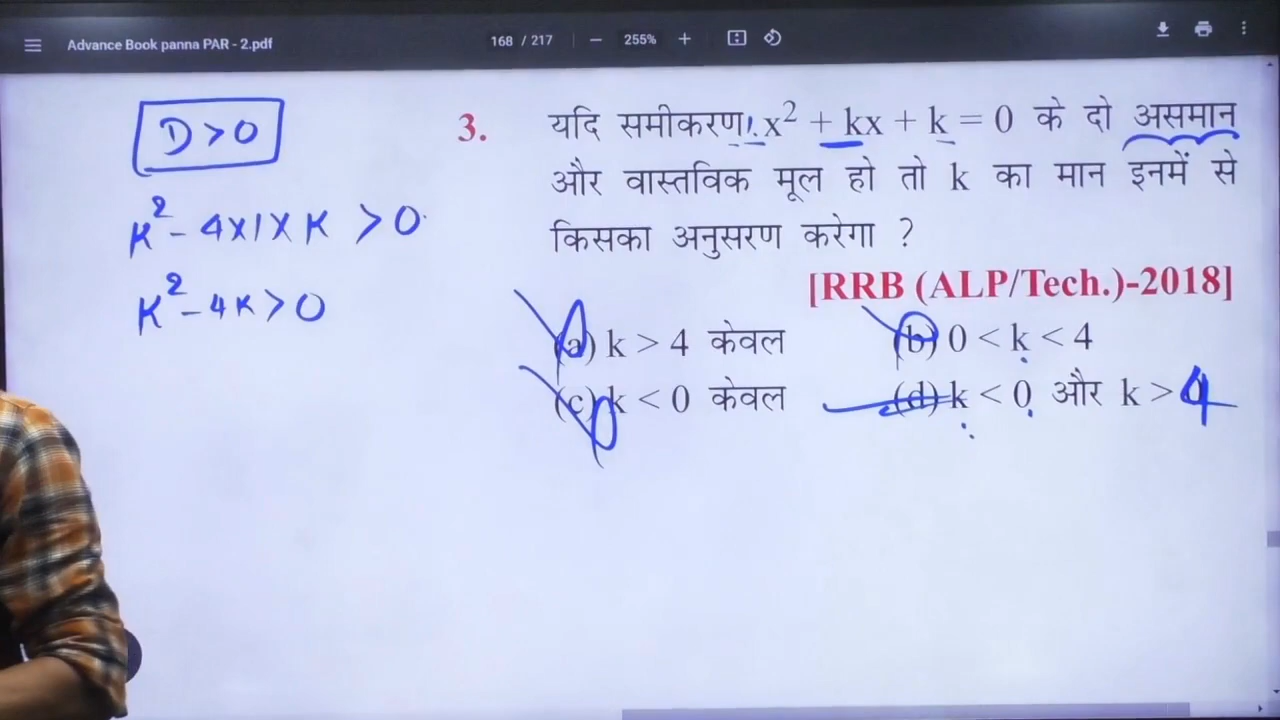 Advance Book panna PAR - 2.pdf 168 / 217 — 255% +
D > 0
K² - 4×1×K > 0
K² - 4K > 0
3. यदि समीकरण x² + kx + k = 0 के दो असमान
और वास्तविक मूल हो तो k का मान इनमें से
किसका अनुसरण करेगा ?
[RRB (ALP/Tech.)-2018]
(a) k > 4 केवल (b) 0 < k < 4
(c) k < 0 केवल (d) k < 0 और k > 4